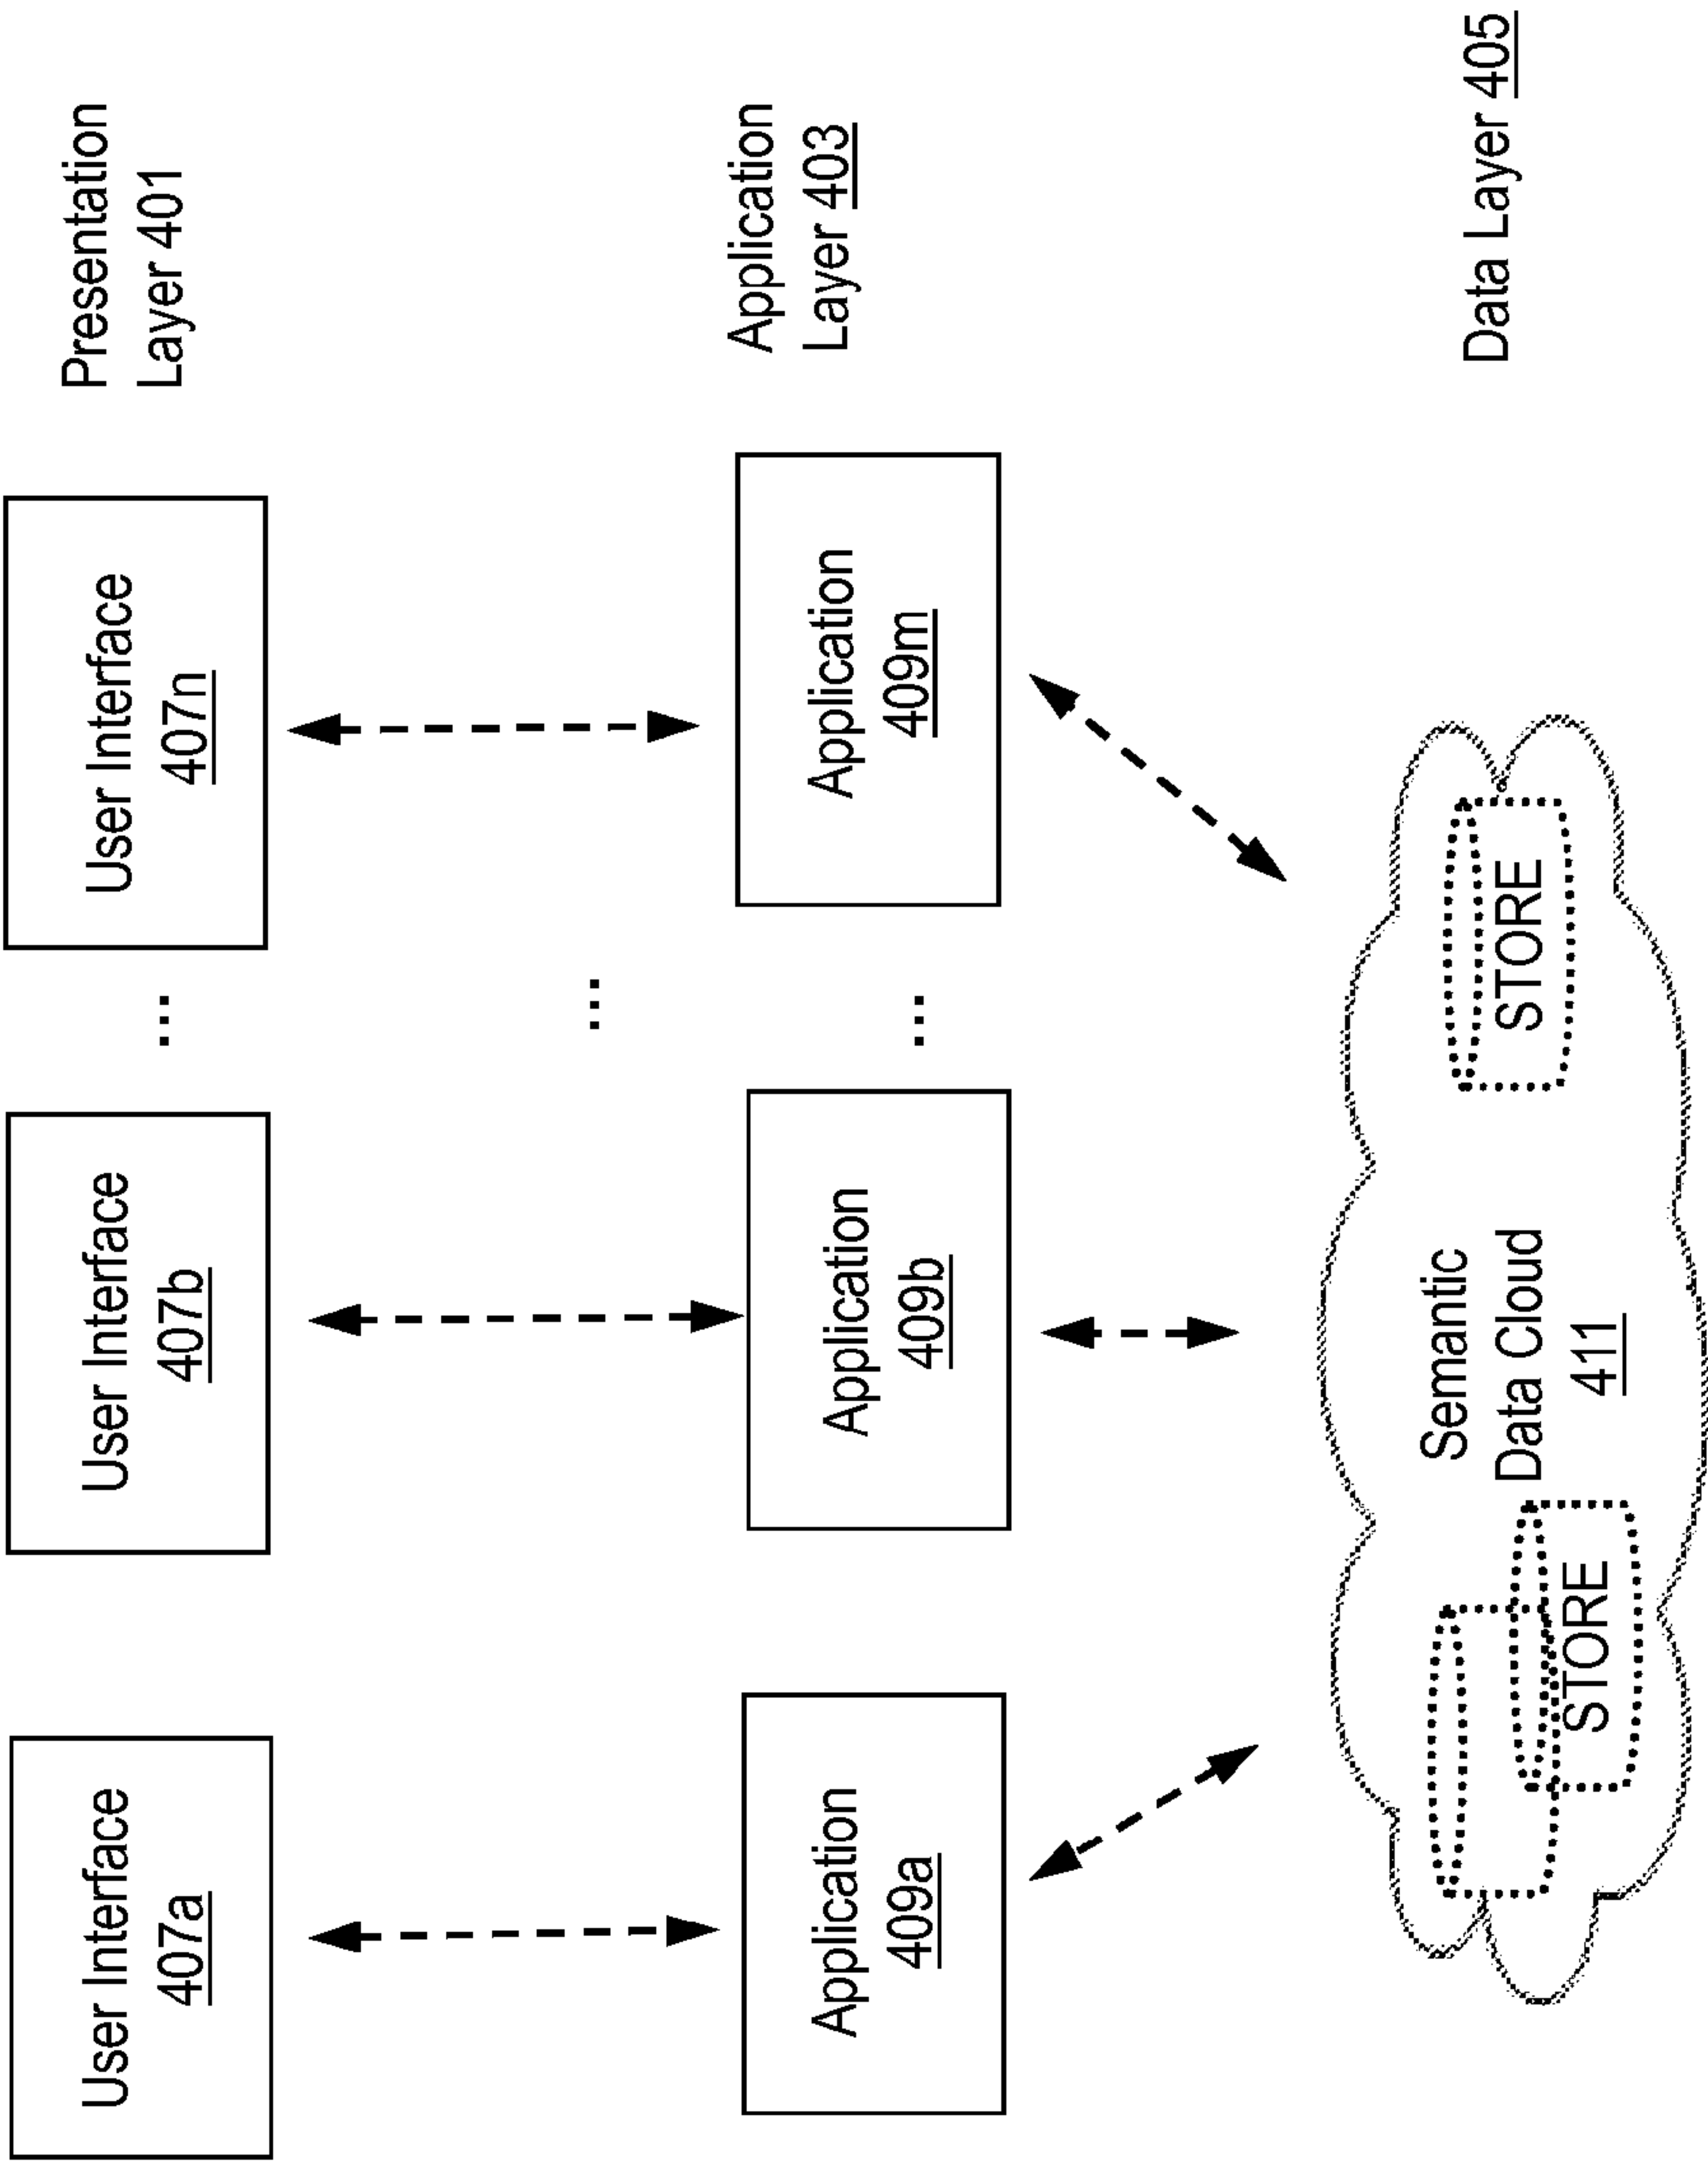 User Interface
407a
User Interface
407b
...
User Interface
407n
Presentation
Layer 401
...
Application
409a
Application
409b
...
Application
409m
Application
Layer 403
STORE
Semantic
Data Cloud
411
STORE
Data Layer 405